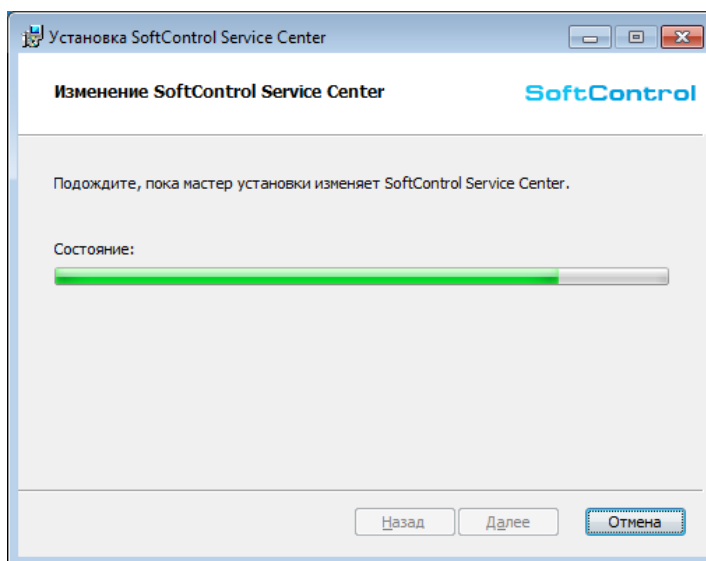 Установка SoftControl Service Center
Изменение SoftControl Service Center
SoftControl
Подождите, пока мастер установки изменяет SoftControl Service Center.
Состояние:
Назад
Далее
Отмена